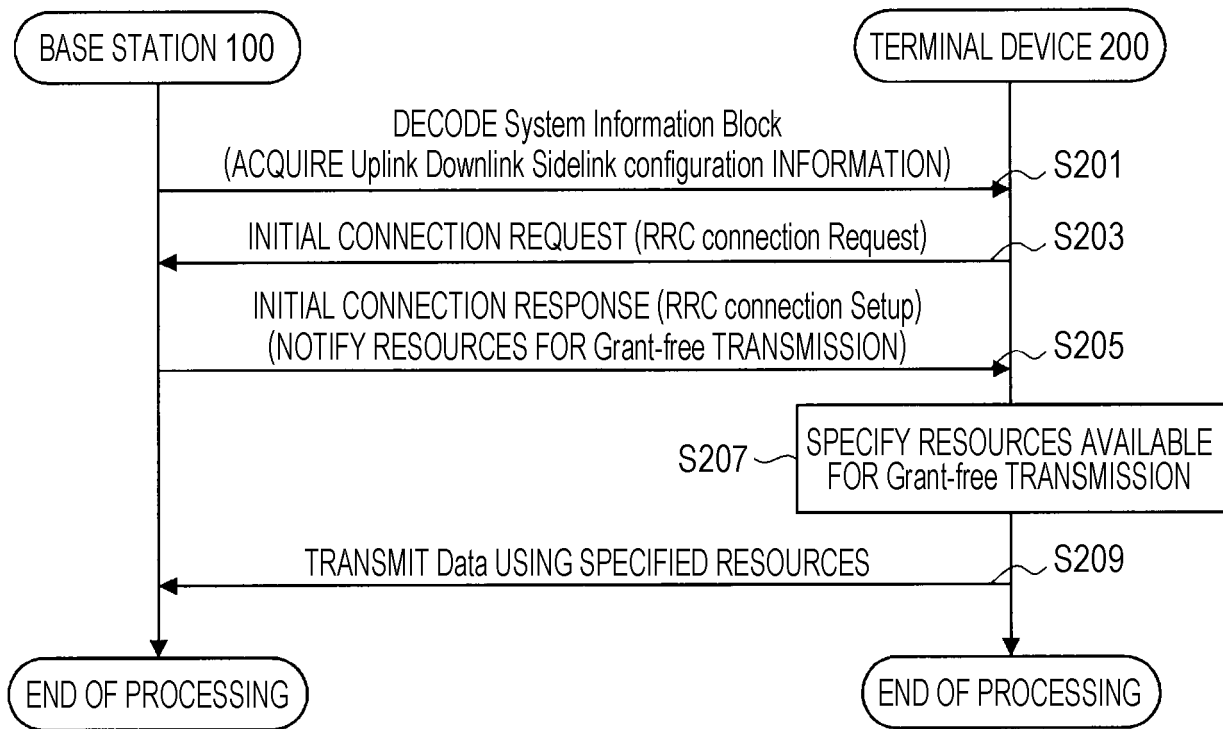 BASE STATION 100
TERMINAL DEVICE 200
DECODE System Information Block
(ACQUIRE Uplink Downlink Sidelink configuration INFORMATION)
S201
INITIAL CONNECTION REQUEST (RRC connection Request)
S203
INITIAL CONNECTION RESPONSE (RRC connection Setup)
(NOTIFY RESOURCES FOR Grant-free TRANSMISSION)
S205
S207
SPECIFY RESOURCES AVAILABLE
FOR Grant-free TRANSMISSION
TRANSMIT Data USING SPECIFIED RESOURCES
S209
END OF PROCESSING
END OF PROCESSING